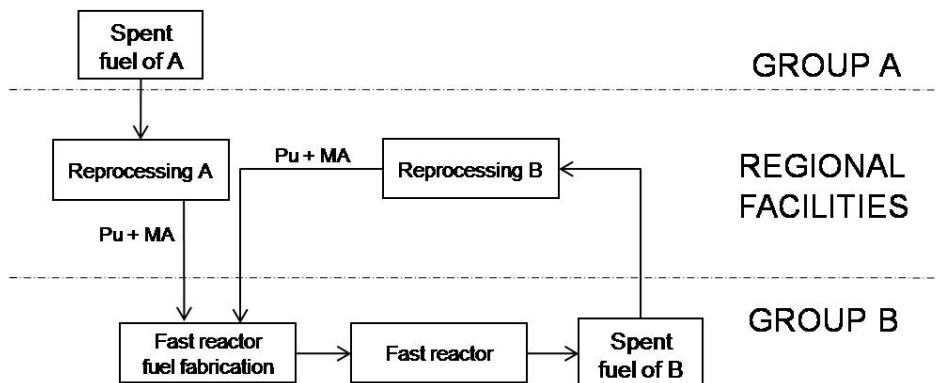 Spent
fuel of A
GROUP A
Reprocessing A
Pu + MA
Reprocessing B
REGIONAL
FACILITIES
Pu + MA
Fast reactor
fuel fabrication
Fast reactor
Spent
fuel of B
GROUP B